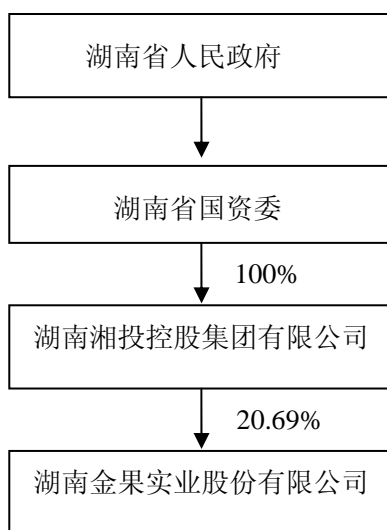 湖南省人民政府
湖南省国资委
100%
湖南湘投控股集团有限公司
20.69%
湖南金果实业股份有限公司